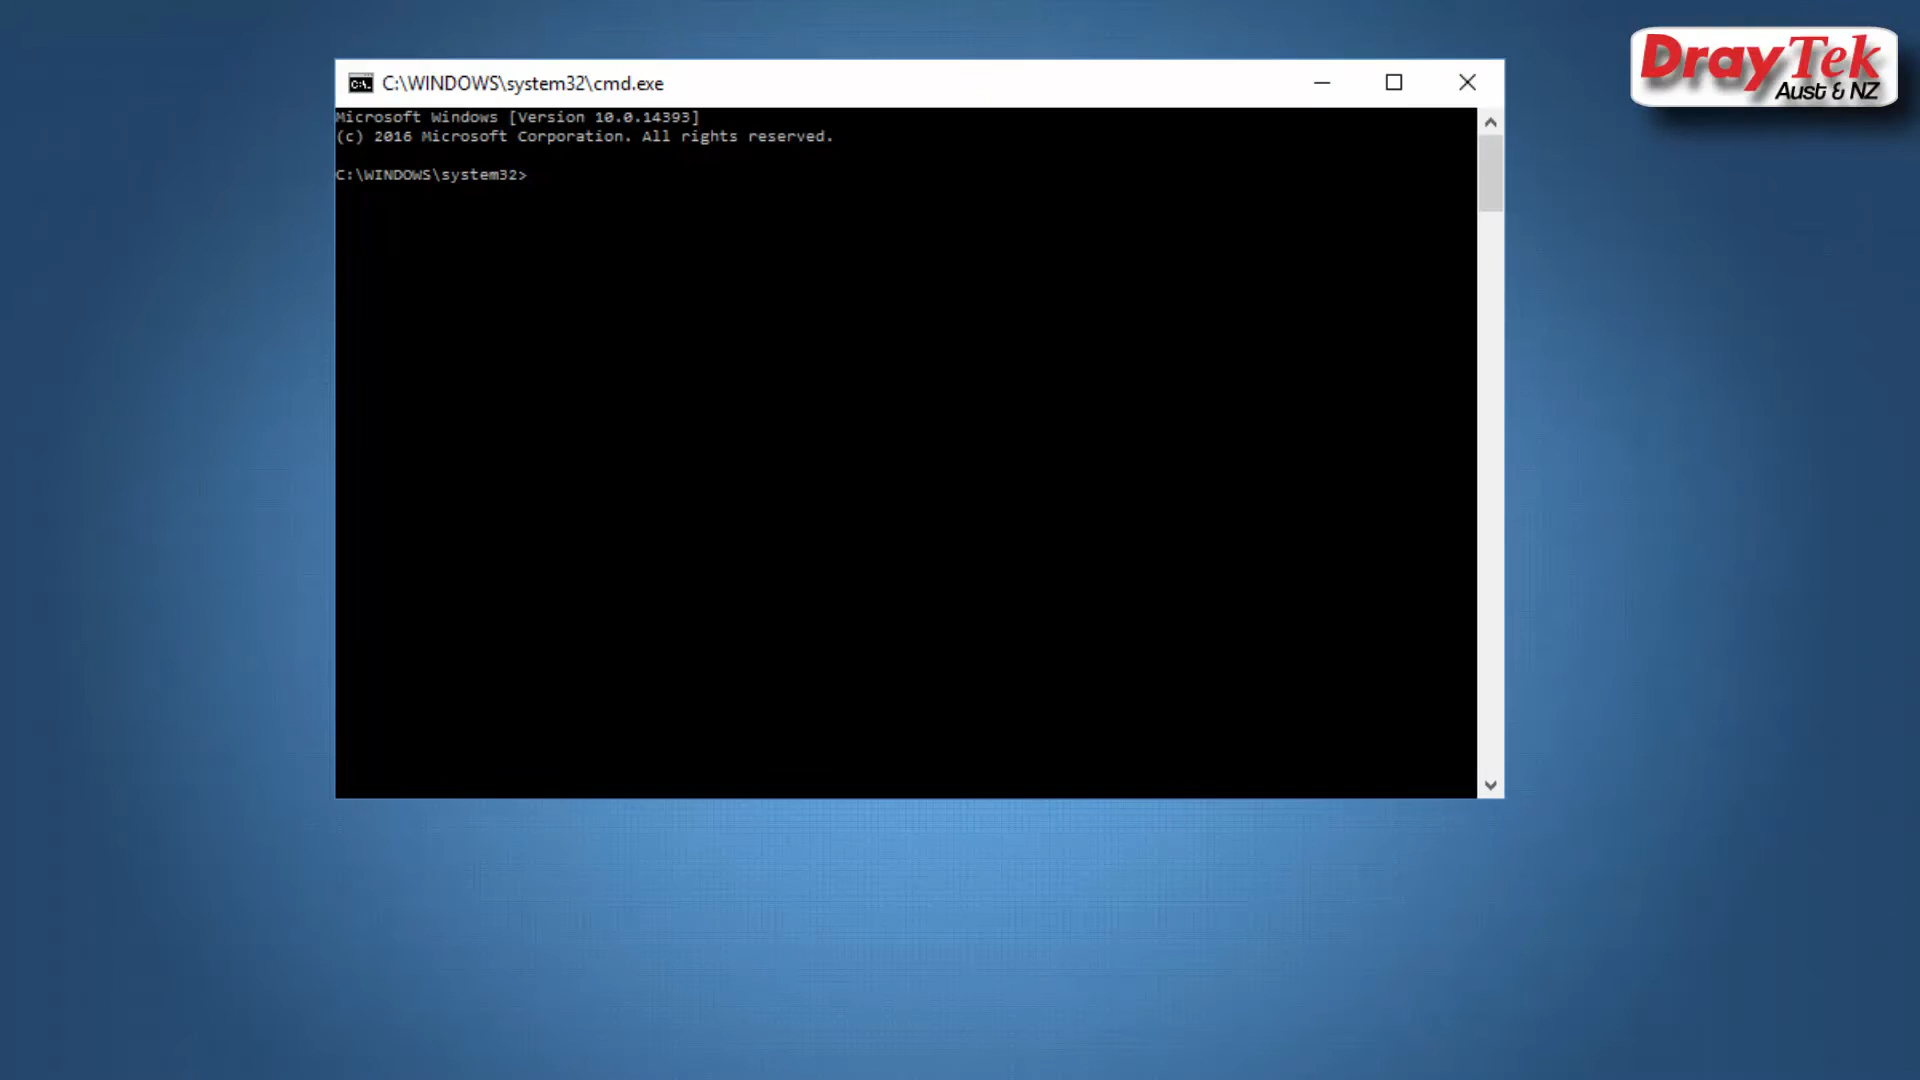 DrayTek
Aust & NZ
C:\WINDOWS\system32\cmd.exe
Microsoft Windows [Version 10.0.14393]
(c) 2016 Microsoft Corporation. All rights reserved.
C:\WINDOWS\system32>